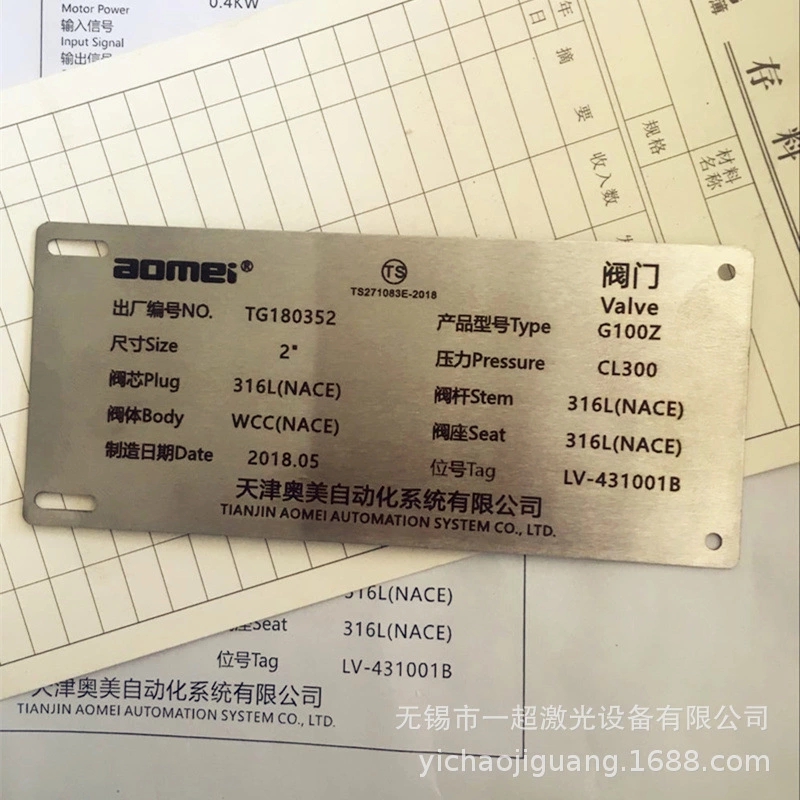 Motor Power 0.4KW
输入信号
Input Signal
输出信号
年
日
摘要
收入数
规格
材料
名称
簿
存料
aomei®
TS
TS271083E-2018
阀门
Valve
出厂编号NO. TG180352 产品型号Type G100Z
尺寸Size 2" 压力Pressure CL300
阀芯Plug 316L(NACE) 阀杆Stem 316L(NACE)
阀体Body WCC(NACE) 阀座Seat 316L(NACE)
制造日期Date 2018.05 位号Tag LV-431001B
天津奥美自动化系统有限公司
TIANJIN AOMEI AUTOMATION SYSTEM CO., LTD.
316L(NACE)
Seat 316L(NACE)
位号Tag LV-431001B
天津奥美自动化系统有限公司
TIANJIN AOMEI AUTOMATION SYSTEM CO., LTD.
无锡市一超激光设备有限公司
yichaojiguang.1688.com